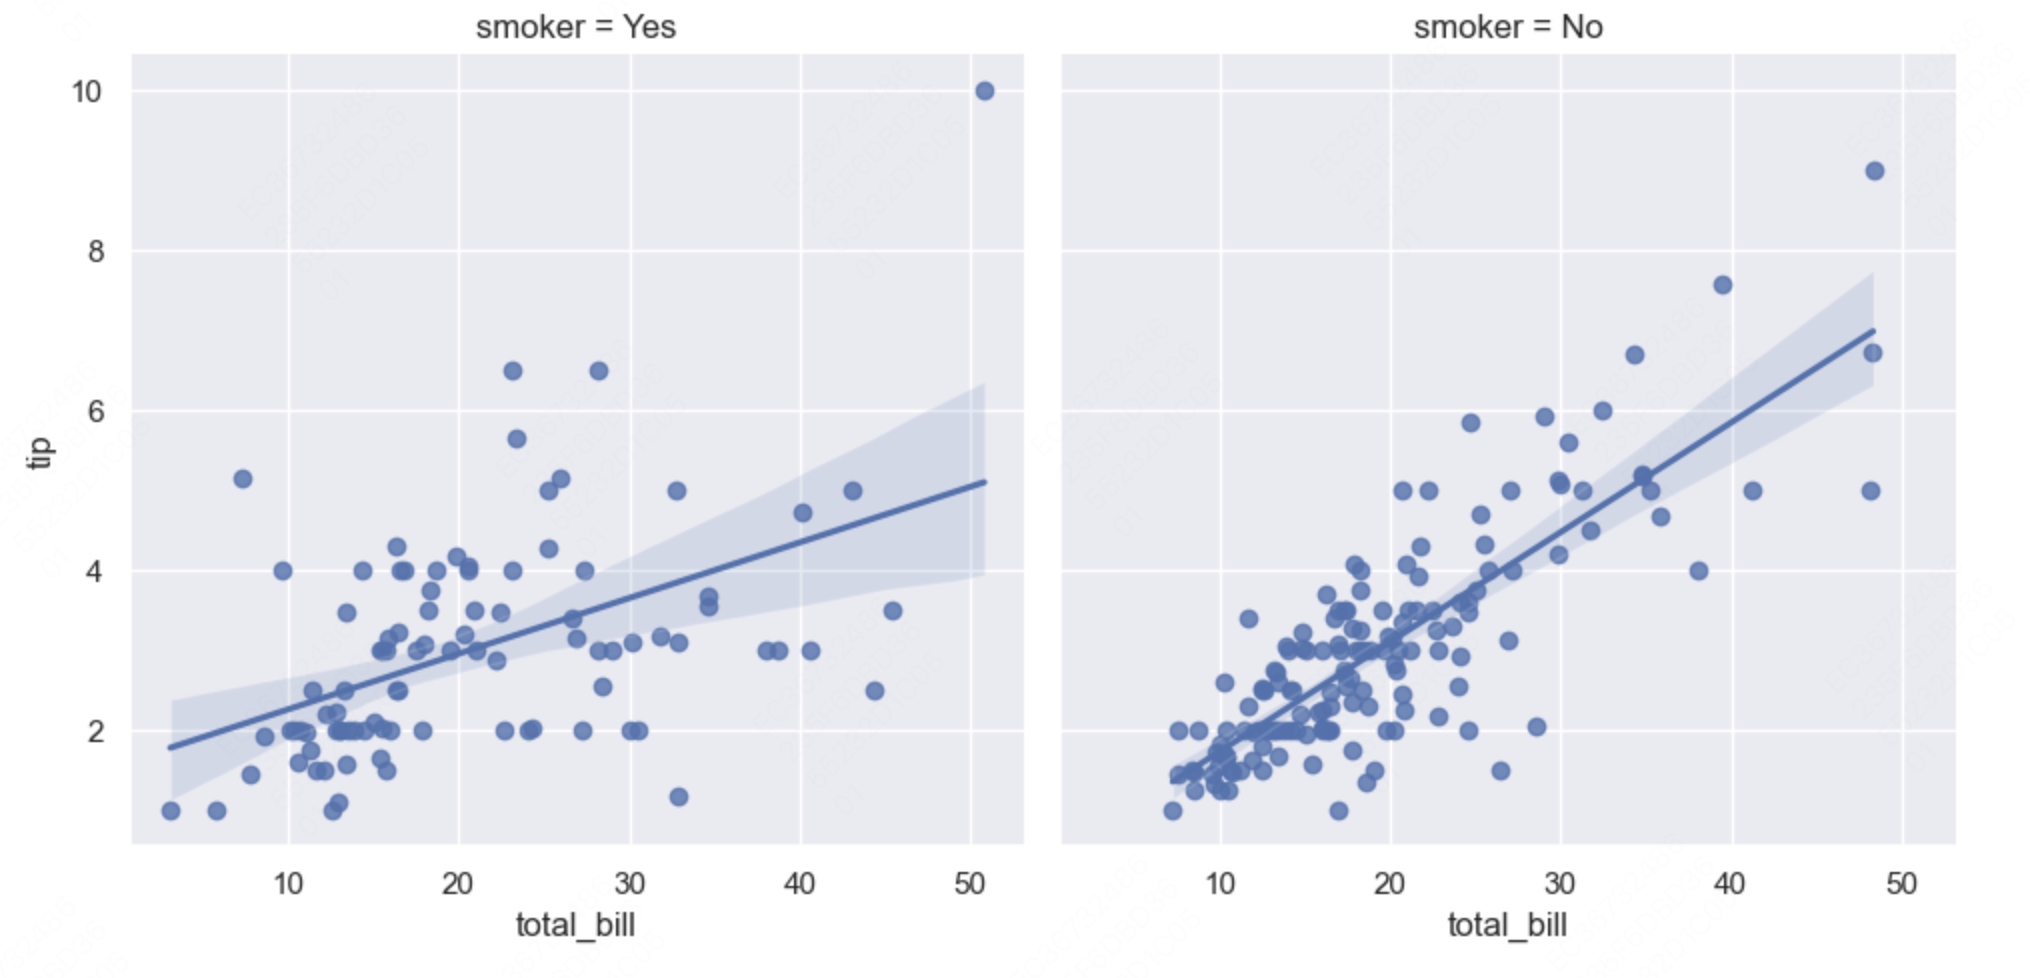 smoker = Yes
smoker = No
10
8
6
4
2
tip
10 20 30 40 50
10 20 30 40 50
total_bill
total_bill